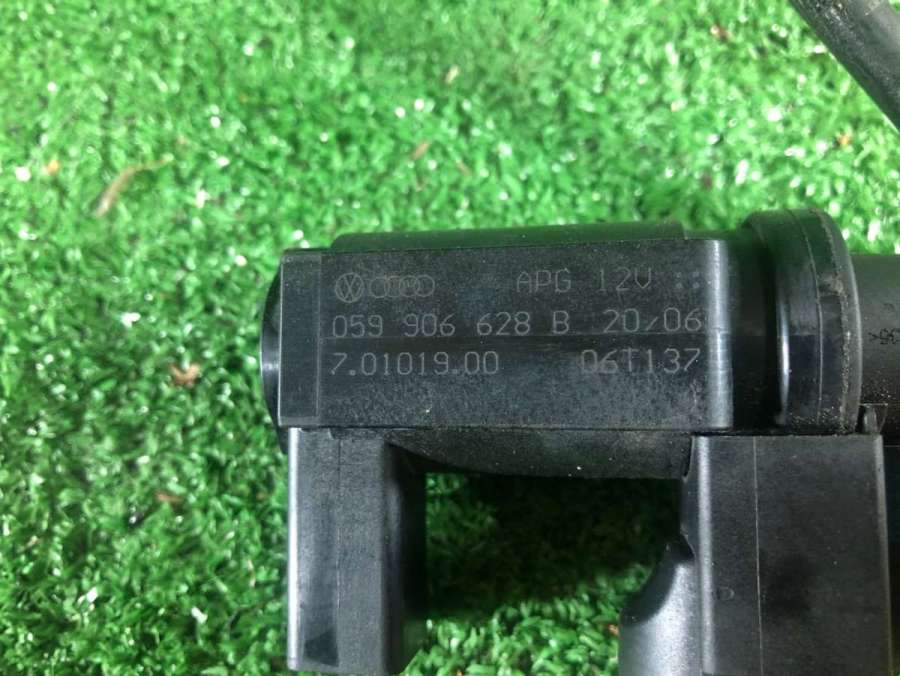 APG 12V
059 906 628 B 20/06
7.01019.00 06T137